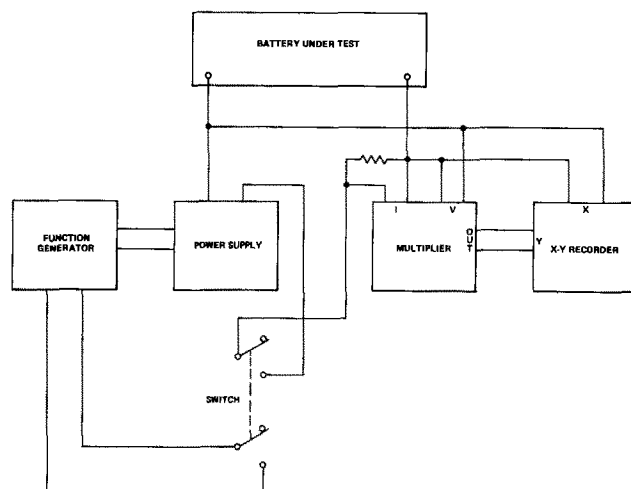 BATTERY UNDER TEST
FUNCTION
GENERATOR
POWER SUPPLY
I
V
MULTIPLIER
OUT
Y
X
X-Y RECORDER
SWITCH